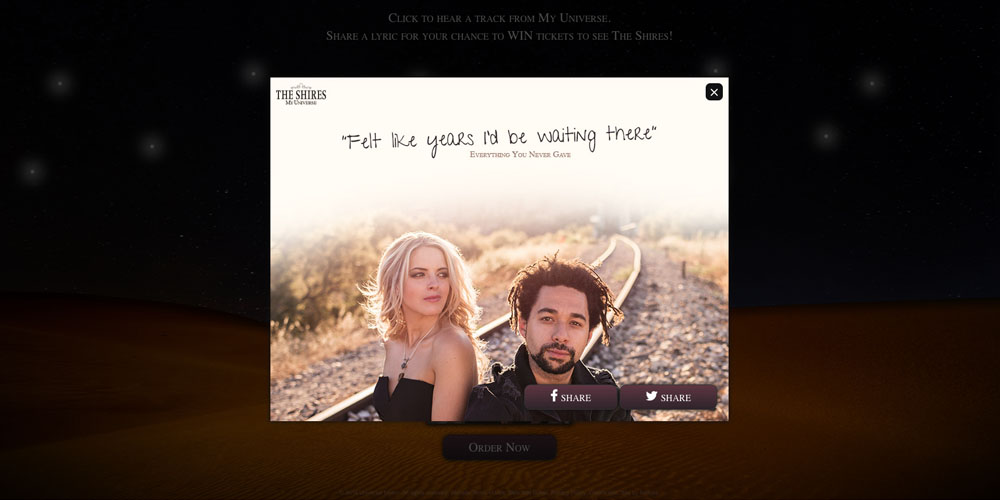 Click to hear a track from My Universe.
Share a lyric for your chance to WIN tickets to see The Shires!
THE SHIRES
My Universe
"Felt like years I'd be waiting there"
Everything You Never Gave
SHARE
SHARE
Order Now